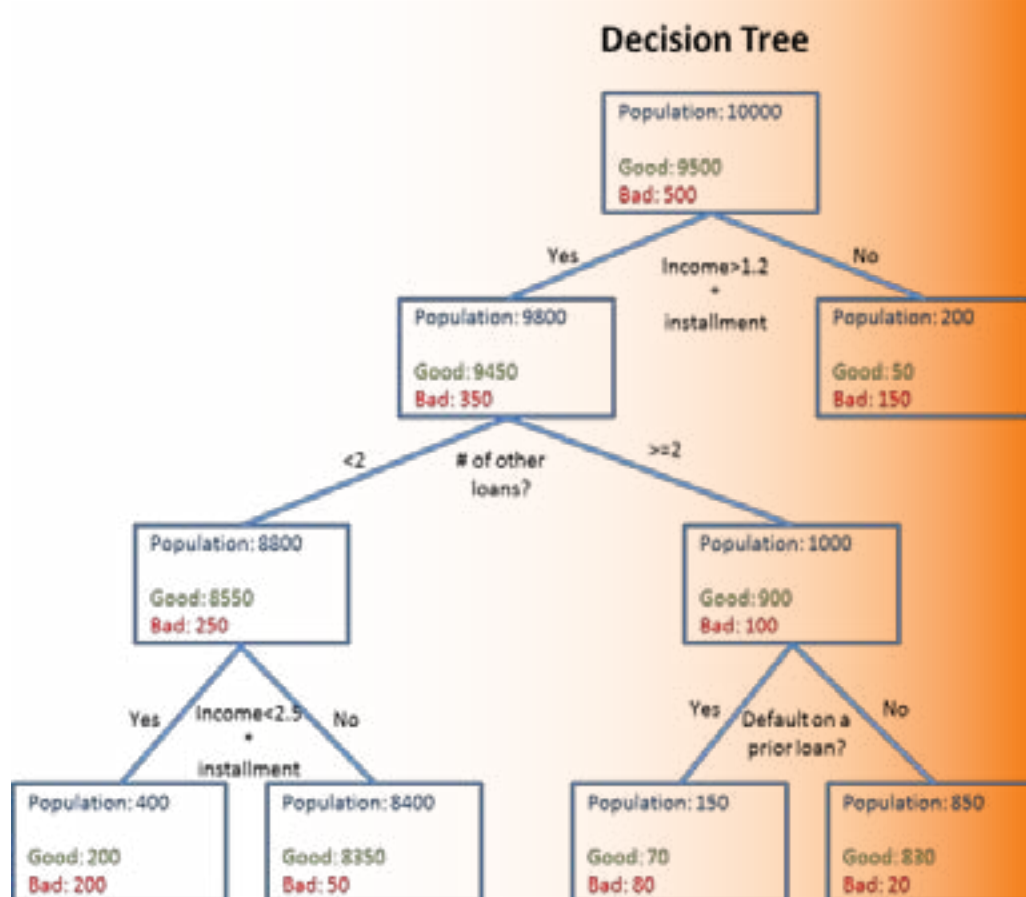 Decision Tree
Population: 10000
Good: 9500
Bad: 500
Yes
Income>1.2
*
installment
No
Population: 9800
Good: 9450
Bad: 350
Population: 200
Good: 50
Bad: 150
<2
# of other
loans?
>=2
Population: 8800
Good: 8550
Bad: 250
Population: 1000
Good: 900
Bad: 100
Yes
Income<2.5
*
installment
No
Yes
Default on a
prior loan?
No
Population: 400
Good: 200
Bad: 200
Population: 8400
Good: 8350
Bad: 50
Population: 150
Good: 70
Bad: 80
Population: 850
Good: 830
Bad: 20